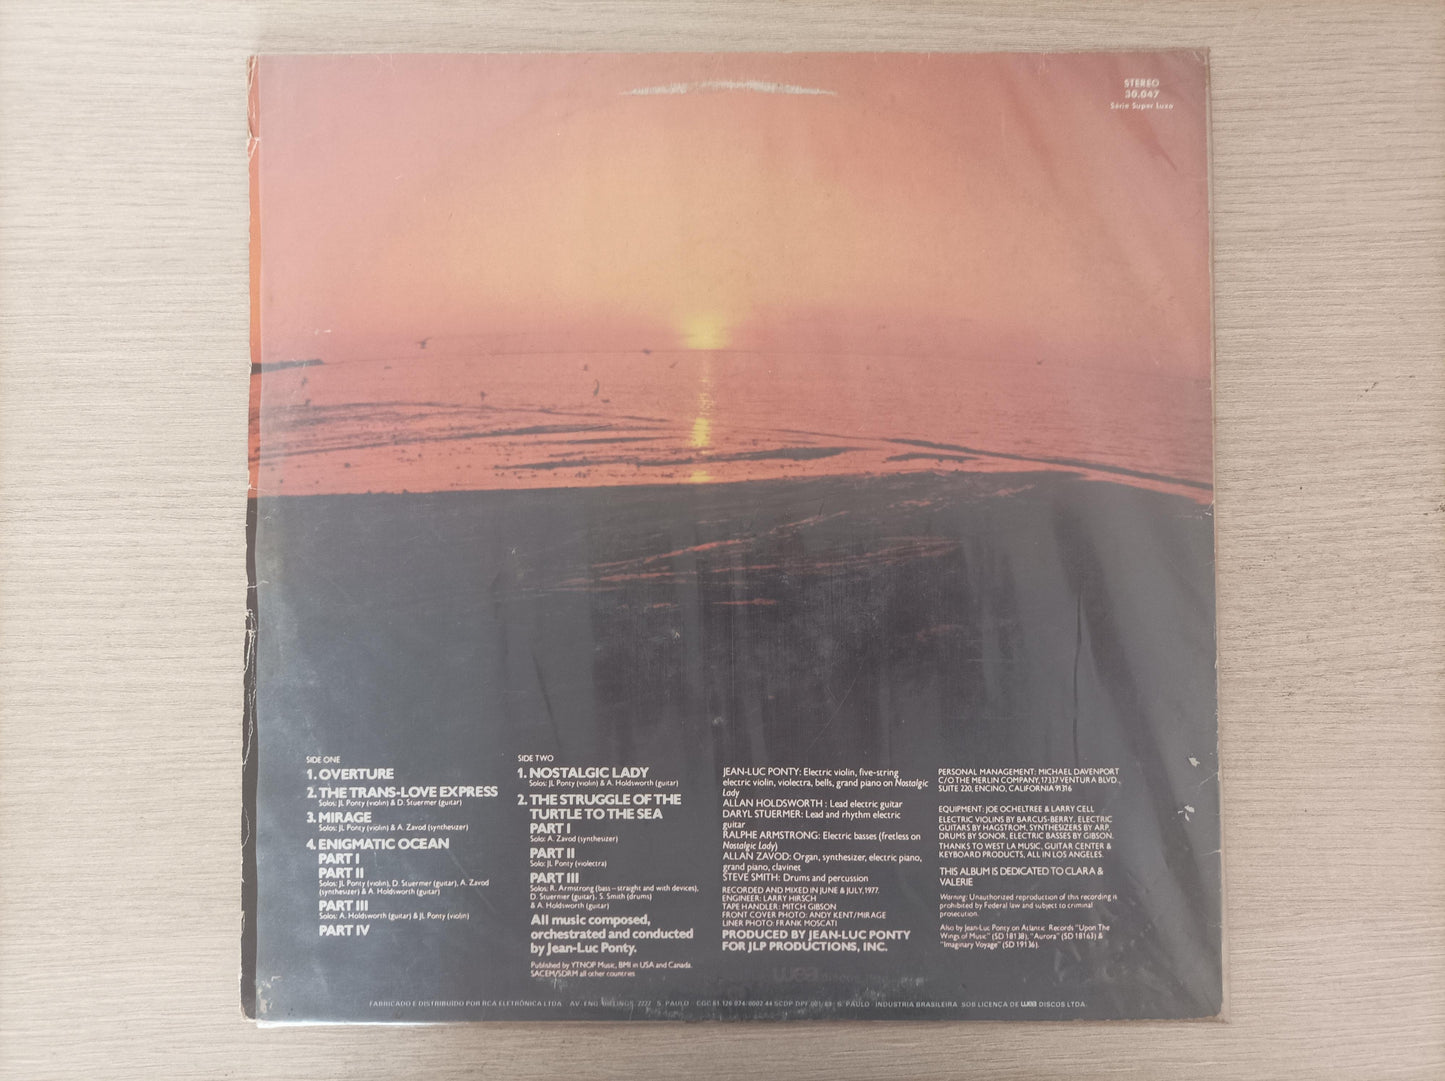 STEREO
30.047
Série Super Luxo
SIDE ONE
1. OVERTURE
2. THE TRANS-LOVE EXPRESS
Solos: JL Ponty (violin) & D. Stuermer (guitar)
3. MIRAGE
Solos: JL Ponty (violin) & A. Zavod (synthesizer)
4. ENIGMATIC OCEAN
PART I
PART II
Solos: JL Ponty (violin), D. Stuermer (guitar), A. Zavod
(synthesizer) & A. Holdsworth (guitar)
PART III
Solos: A. Holdsworth (guitar) & JL Ponty (violin)
PART IV
SIDE TWO
1. NOSTALGIC LADY
Solos: JL Ponty (violin) & A. Holdsworth (guitar)
2. THE STRUGGLE OF THE
TURTLE TO THE SEA
PART I
Solo: A. Zavod (synthesizer)
PART II
Solo: JL Ponty (violectra)
PART III
Solos: R. Armstrong (bass – straight and with devices),
D. Stuermer (guitar), S. Smith (drums)
& A. Holdsworth (guitar)
All music composed,
orchestrated and conducted
by Jean-Luc Ponty.
Published by YTNOP Music, BMI in USA and Canada.
SACEM/SDRM all other countries
JEAN-LUC PONTY: Electric violin, five-string
electric violin, violectra, bells, grand piano on Nostalgic
Lady
ALLAN HOLDSWORTH : Lead electric guitar
DARYL STUERMER: Lead and rhythm electric
guitar
RALPHE ARMSTRONG: Electric basses (fretless on
Nostalgic Lady)
ALLAN ZAVOD: Organ, synthesizer, electric piano,
grand piano, clavinet
STEVE SMITH: Drums and percussion
RECORDED AND MIXED IN JUNE & JULY, 1977.
ENGINEER: LARRY HIRSCH
TAPE HANDLER: MITCH GIBSON
FRONT COVER PHOTO: ANDY KENT/MIRAGE
LINER PHOTO: FRANK MOSCATI
PRODUCED BY JEAN-LUC PONTY
FOR JLP PRODUCTIONS, INC.
PERSONAL MANAGEMENT: MICHAEL DAVENPORT
C/O THE MERLIN COMPANY, 17337 VENTURA BLVD.,
SUITE 220, ENCINO, CALIFORNIA 91316
EQUIPMENT: JOE OCHELTREE & LARRY CELL
ELECTRIC VIOLINS BY BARCUS-BERRY, ELECTRIC
GUITARS BY HAGSTROM, SYNTHESIZERS BY ARP,
DRUMS BY SONOR, ELECTRIC BASSES BY GIBSON.
THANKS TO WEST LA MUSIC, GUITAR CENTER &
KEYBOARD PRODUCTS, ALL IN LOS ANGELES.
THIS ALBUM IS DEDICATED TO CLARA &
VALERIE
Warning: Unauthorized reproduction of this recording is
prohibited by Federal law and subject to criminal
prosecution.
Also by Jean-Luc Ponty on Atlantic Records "Upon The
Wings of Music" (SD 18138), "Aurora" (SD 18163) &
"Imaginary Voyage" (SD 19136).
FABRICADO E DISTRIBUIDO POR RCA ELETRÔNICA LTDA AV. ENG. BILLINGS, 2227 S. PAULO CGC 61.126.074/0002-44 SCDP DPF 001/69 S. PAULO INDUSTRIA BRASILEIRA SOB LICENÇA DE wea DISCOS LTDA.